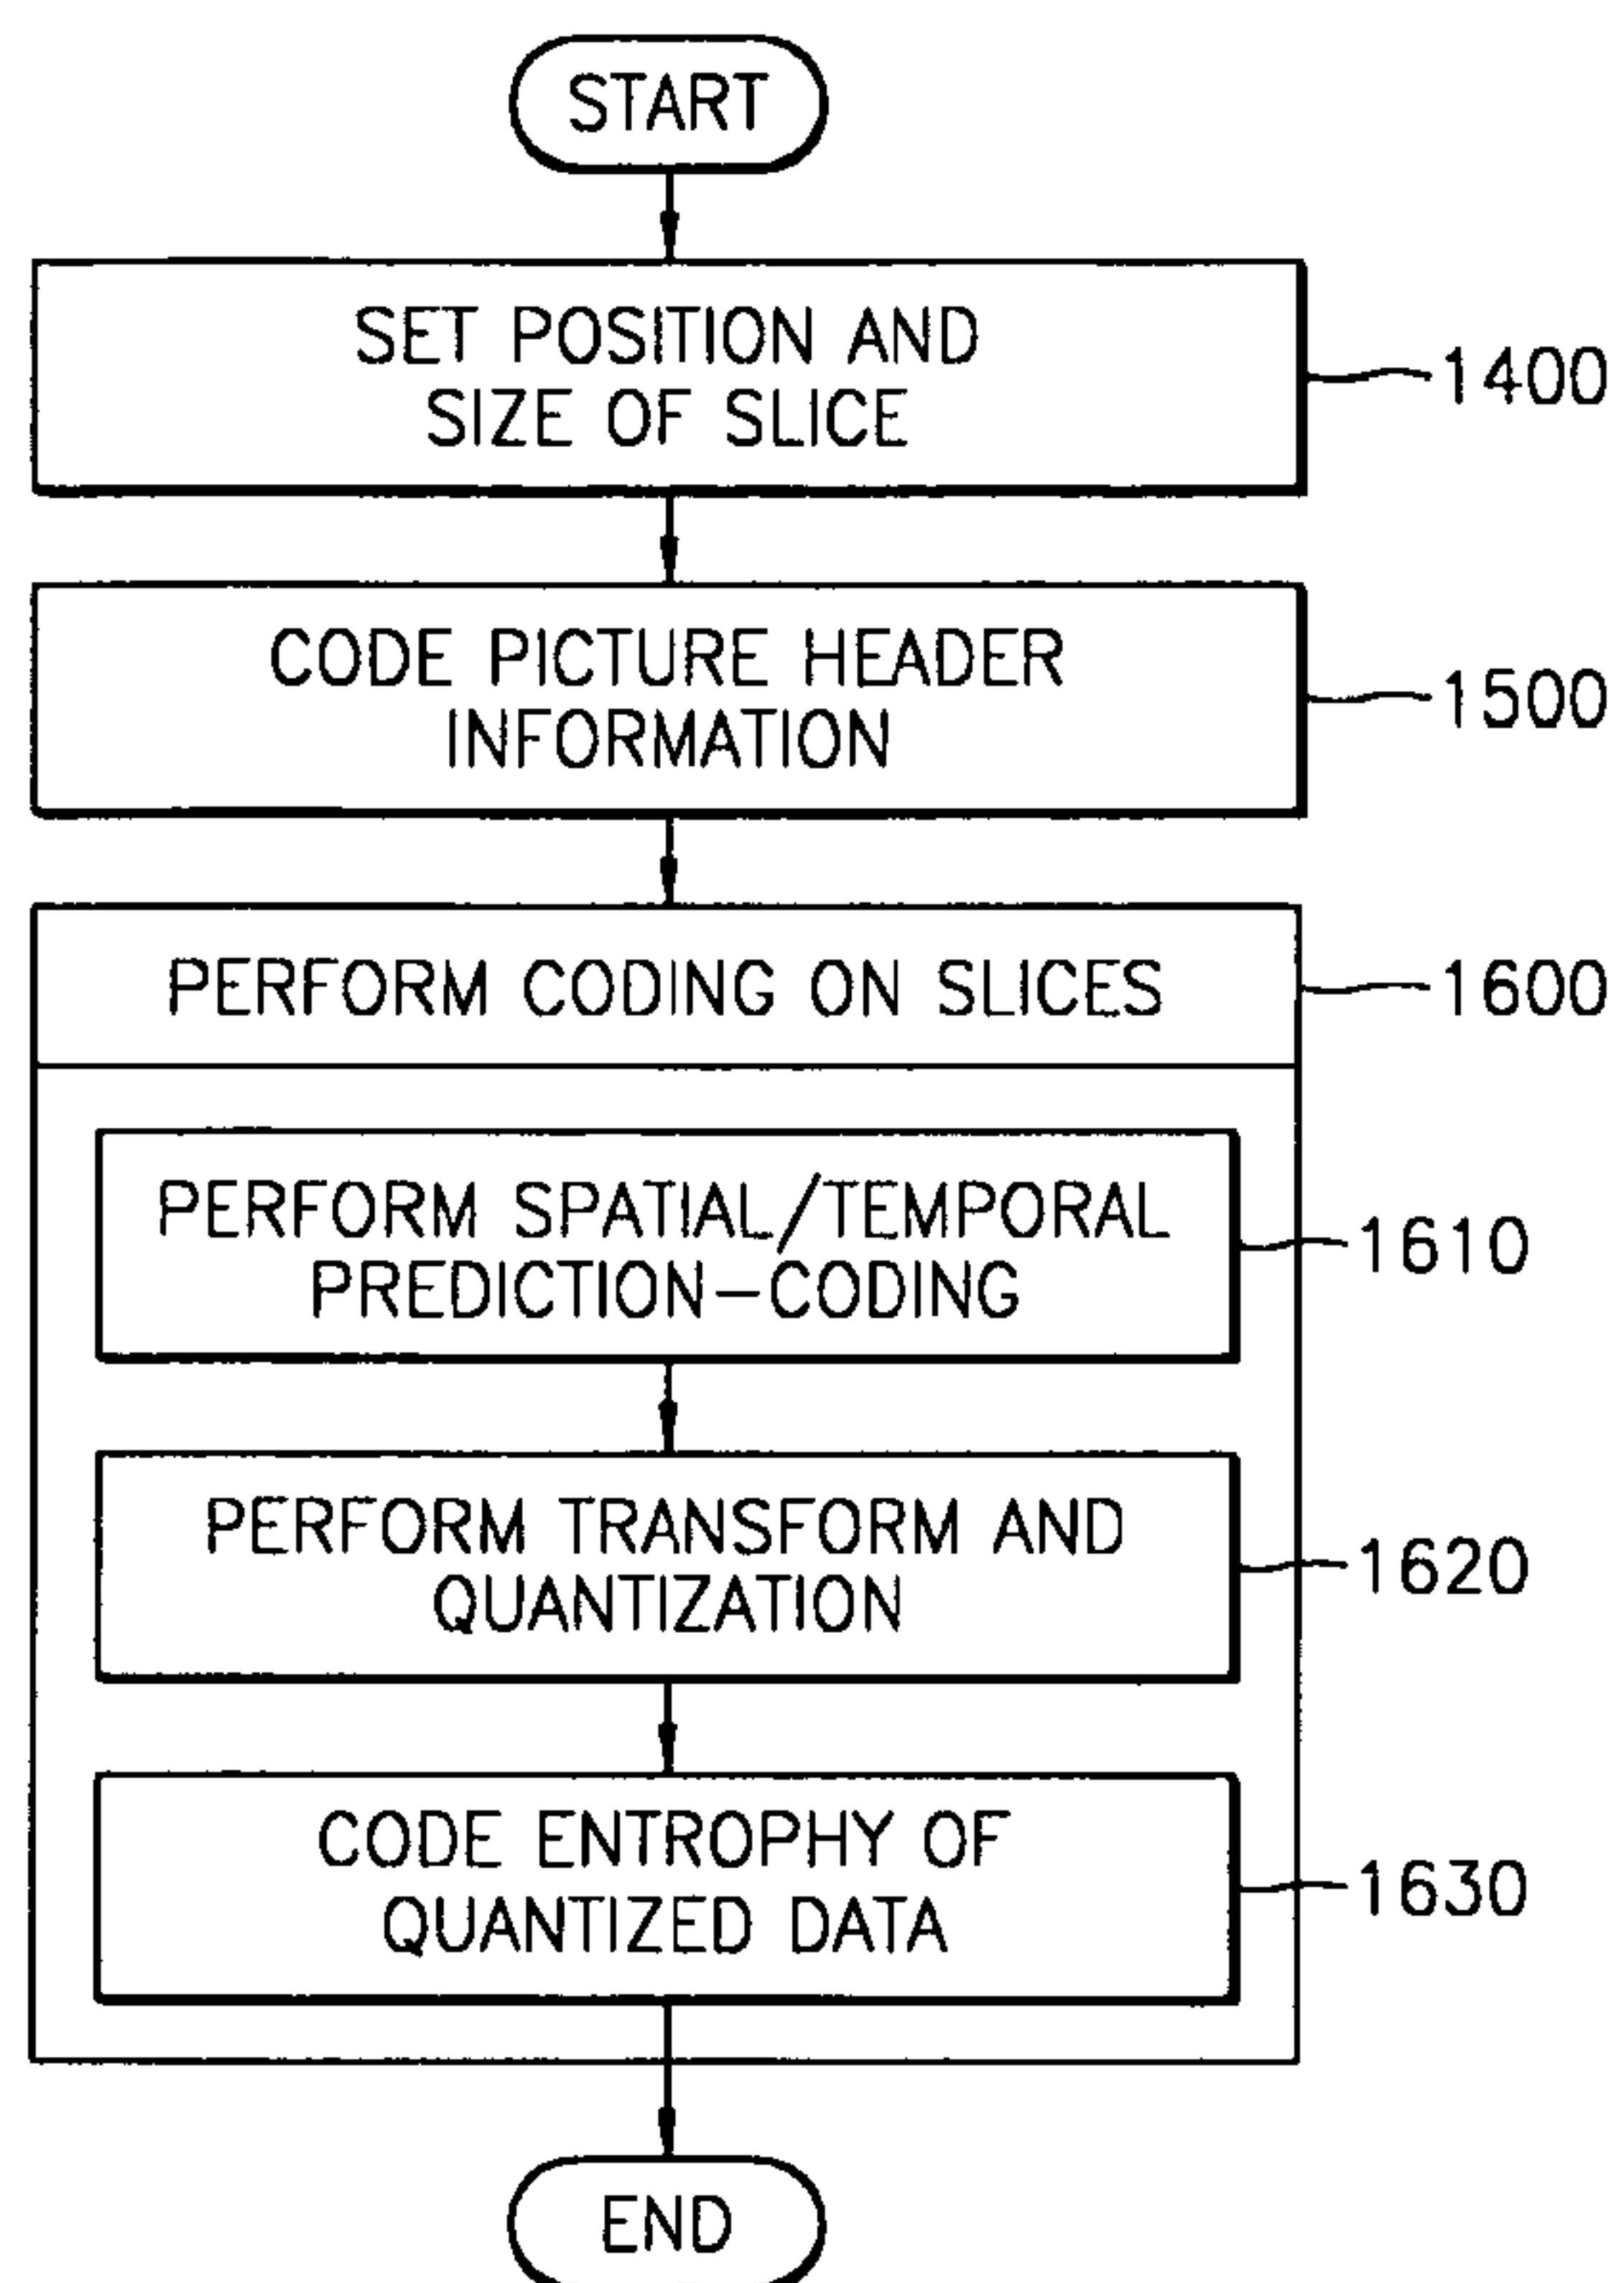 START
SET POSITION AND
SIZE OF SLICE
1400
CODE PICTURE HEADER
INFORMATION
1500
PERFORM CODING ON SLICES
1600
PERFORM SPATIAL/TEMPORAL
PREDICTION-CODING
1610
PERFORM TRANSFORM AND
QUANTIZATION
1620
CODE ENTROPHY OF
QUANTIZED DATA
1630
END